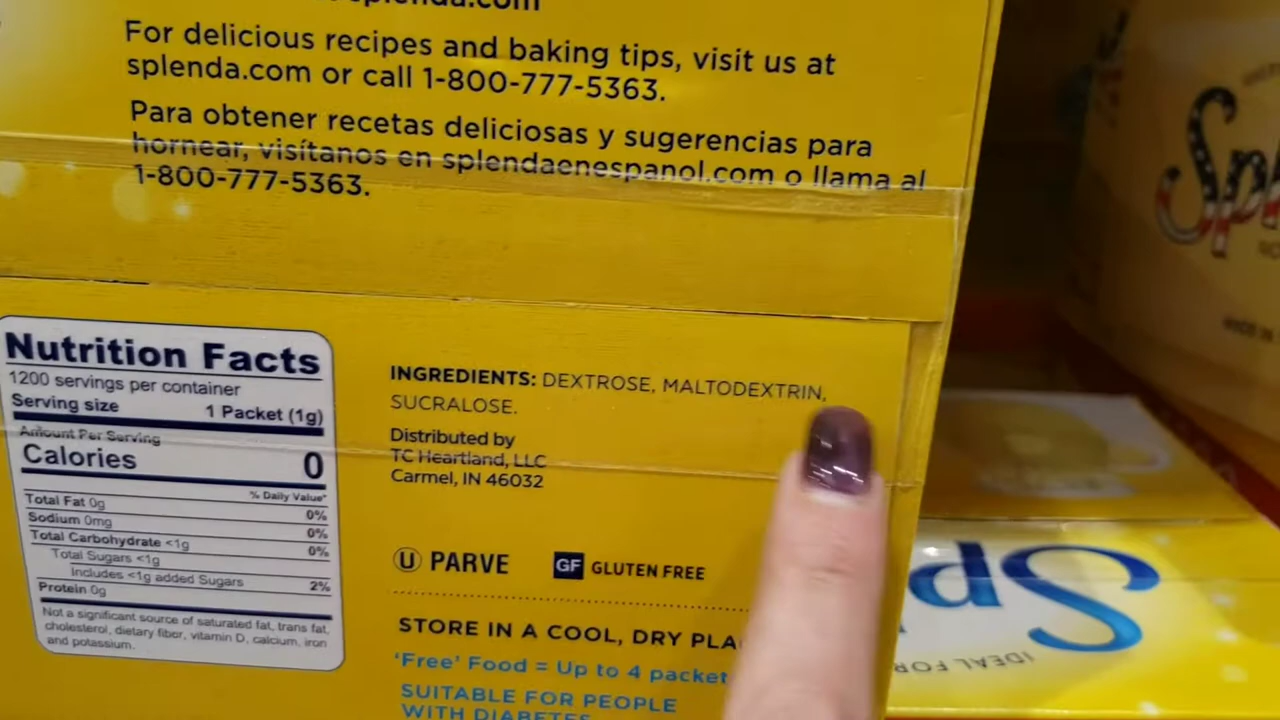 splenda.com
For delicious recipes and baking tips, visit us at
splenda.com or call 1-800-777-5363.
Para obtener recetas deliciosas y sugerencias para
hornear, visítanos en splendaenespanol.com o llama al
1-800-777-5363.
Nutrition Facts
1200 servings per container
Serving size 1 Packet (1g)
Amount Per Serving
Calories 0
% Daily Value*
Total Fat 0g 0%
Sodium 0mg 0%
Total Carbohydrate <1g 0%
Total Sugars <1g
Includes <1g added Sugars 2%
Protein 0g
Not a significant source of saturated fat, trans fat,
cholesterol, dietary fiber, vitamin D, calcium, iron
and potassium.
INGREDIENTS: DEXTROSE, MALTODEXTRIN,
SUCRALOSE.
Distributed by
TC Heartland, LLC
Carmel, IN 46032
U PARVE GF GLUTEN FREE
STORE IN A COOL, DRY PLA
'Free' Food = Up to 4 packet
SUITABLE FOR PEOPLE
WITH DIABETES
Spl
Sp
IDEAL FOR